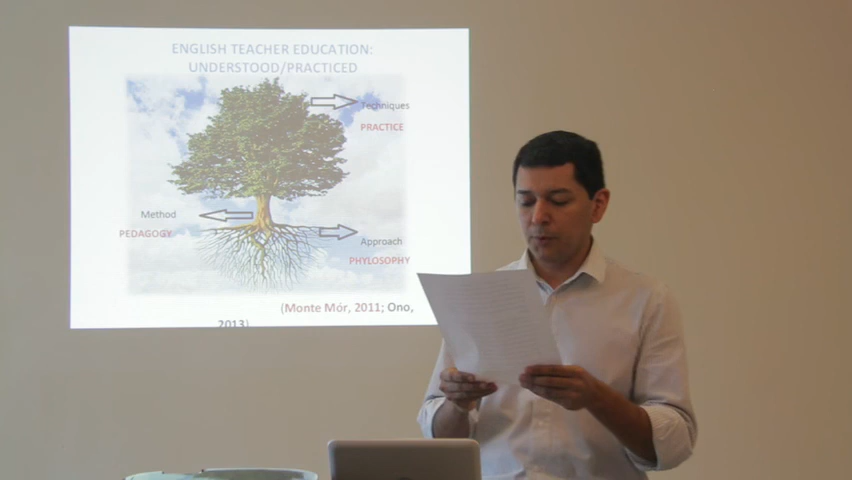 ENGLISH TEACHER EDUCATION:
UNDERSTOOD/PRACTICED
Techniques
PRACTICE
Method
PEDAGOGY
Approach
PHYLOSOPHY
(Monte Mór, 2011; Ono,
2013)